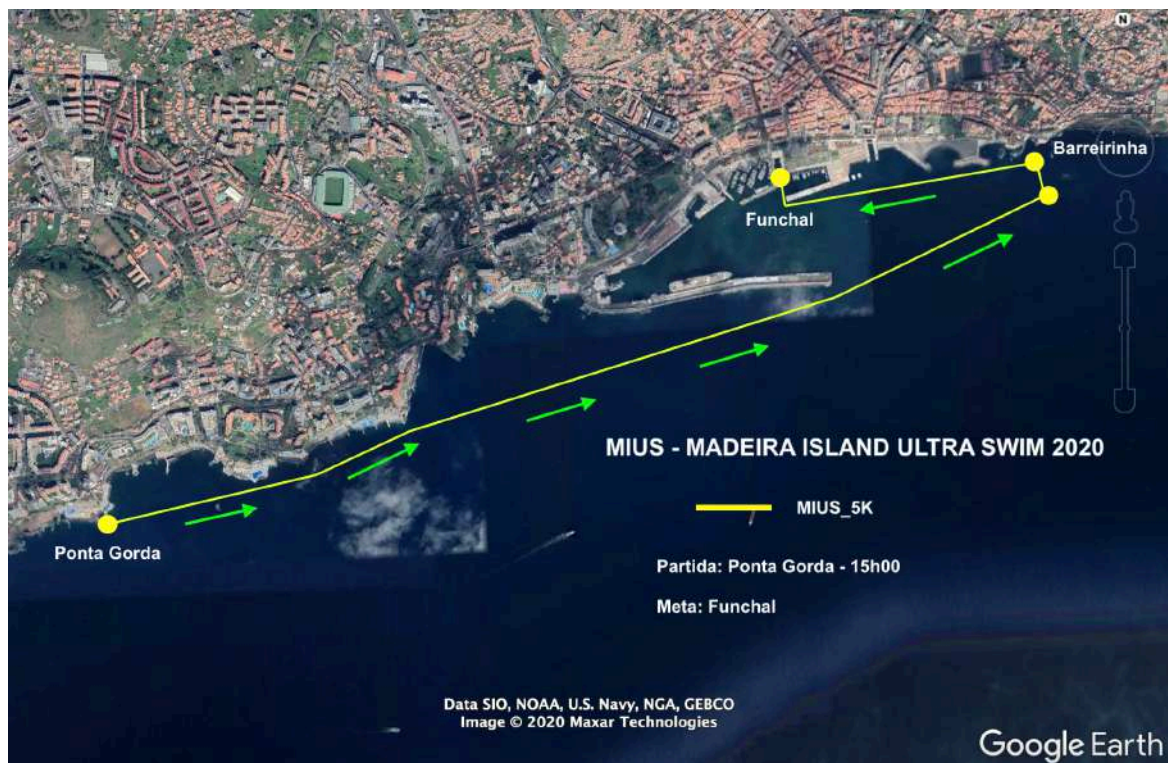 N
Barreirinha
Funchal
MIUS - MADEIRA ISLAND ULTRA SWIM 2020
MIUS_5K
Ponta Gorda
Partida: Ponta Gorda - 15h00
Meta: Funchal
Data SIO, NOAA, U.S. Navy, NGA, GEBCO
Image © 2020 Maxar Technologies
Google Earth